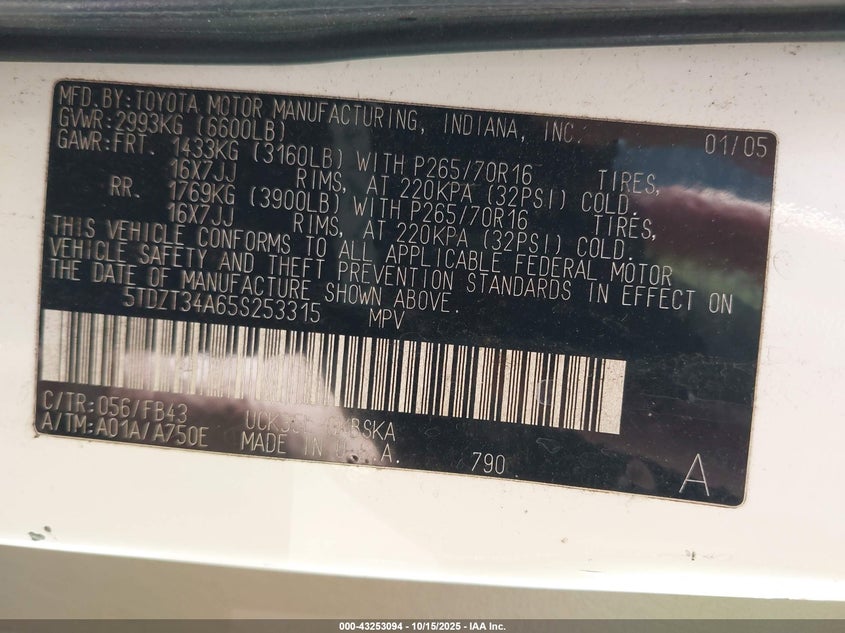 MFD.BY:TOYOTA MOTOR MANUFACTURING, INDIANA, INC. 01/05
GVWR:2993KG (6600LB)
GAWR:FRT. 1433KG (3160LB) WITH P265/70R16 TIRES,
16X7JJ RIMS, AT 220KPA (32PSI) COLD.
RR. 1769KG (3900LB) WITH P265/70R16 TIRES,
16X7JJ RIMS, AT 220KPA (32PSI) COLD.
THIS VEHICLE CONFORMS TO ALL APPLICABLE FEDERAL MOTOR
VEHICLE SAFETY AND THEFT PREVENTION STANDARDS IN EFFECT ON
THE DATE OF MANUFACTURE SHOWN ABOVE.
5TDZT34A65S253315 MPV
C/TR:056/FB43
A/TM:A01A/A750E MADE IN U.S.A. 790 A
000-43253094 - 10/15/2025 - IAA Inc.